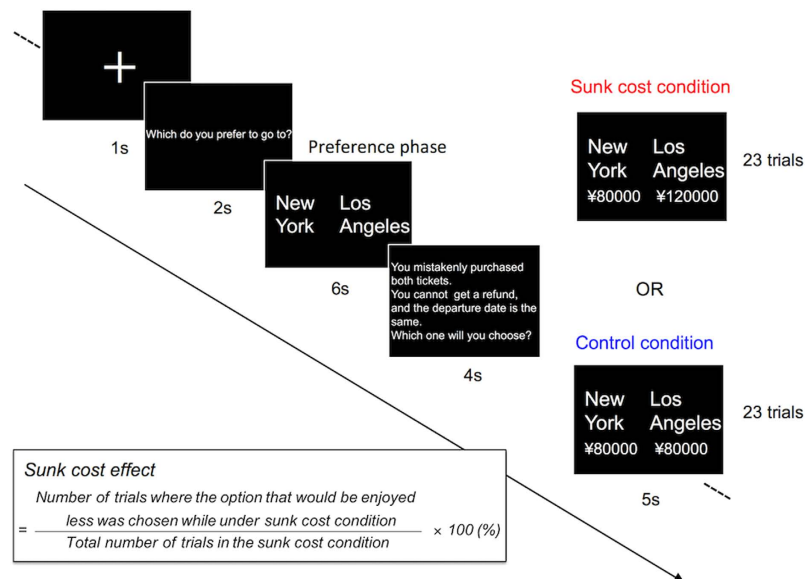 Which do you prefer to go to?
1s
Preference phase
2s
New Los
York Angeles
6s
You mistakenly purchased
both tickets.
You cannot get a refund,
and the departure date is the
same.
Which one will you choose?
4s
Sunk cost condition
New Los
York Angeles
¥80000 ¥120000
23 trials
OR
Control condition
New Los
York Angeles
¥80000 ¥80000
23 trials
5s
Sunk cost effect
Number of trials where the option that would be enjoyed
less was chosen while under sunk cost condition
= × 100 (%)
Total number of trials in the sunk cost condition